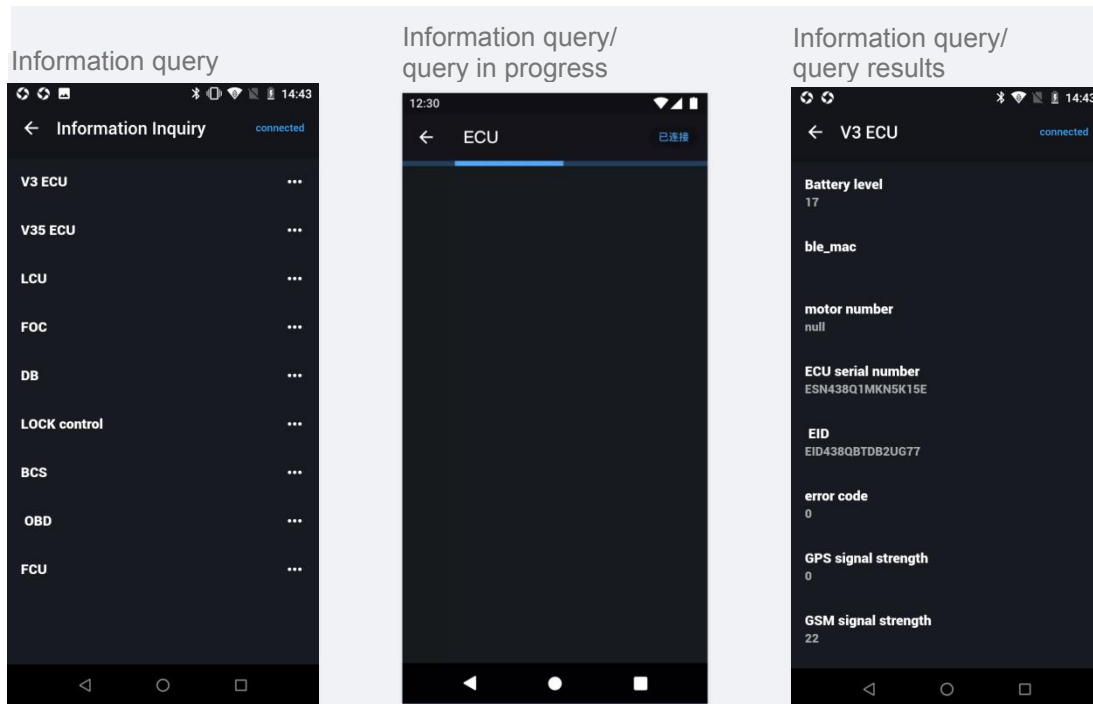 Information query
14:43
Information Inquiry
connected
V3 ECU
V35 ECU
LCU
FOC
DB
LOCK control
BCS
OBD
FCU
Information query/
query in progress
12:30
ECU
已连接
Information query/
query results
14:43
V3 ECU
connected
Battery level
17
ble_mac
motor number
null
ECU serial number
ESN438Q1MKN5K15E
EID
EID438QBTDB2UG77
error code
0
GPS signal strength
0
GSM signal strength
22